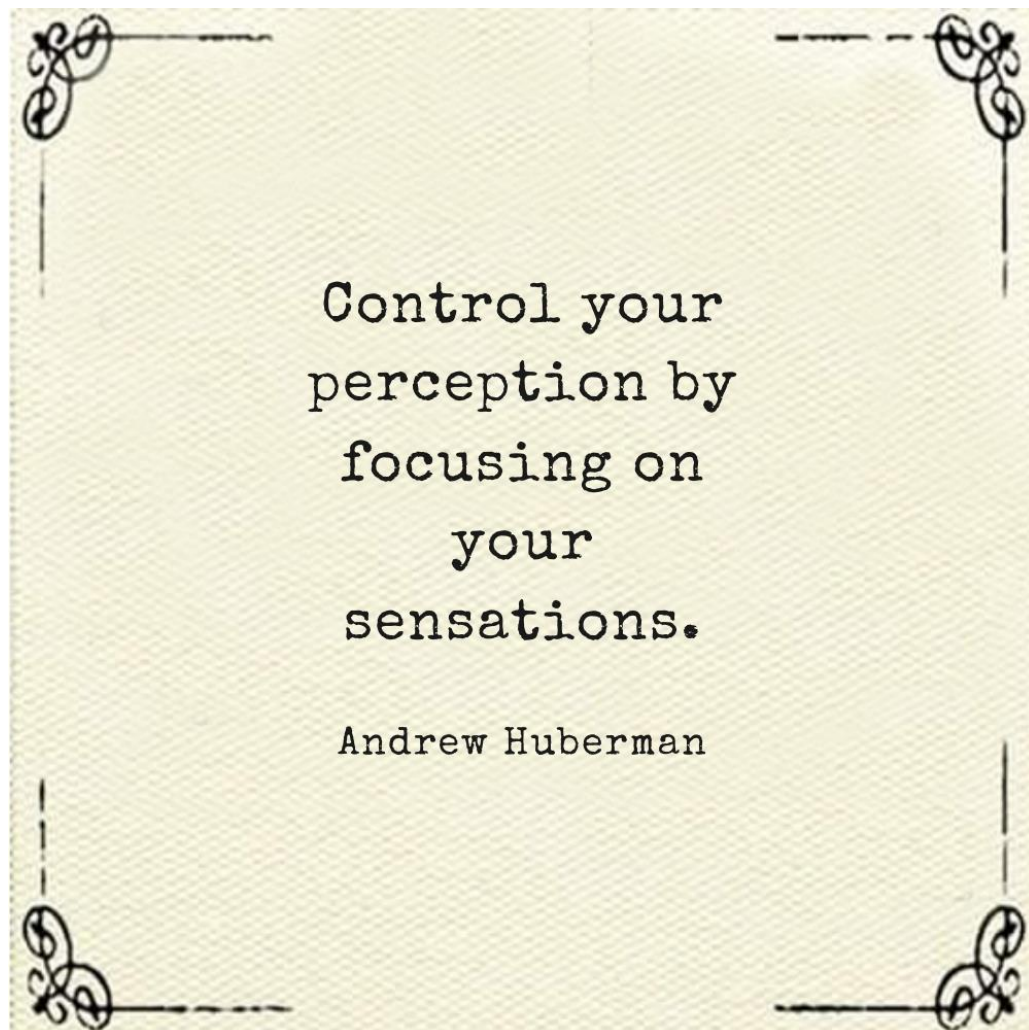 Control your
perception by
focusing on
your
sensations.
Andrew Huberman